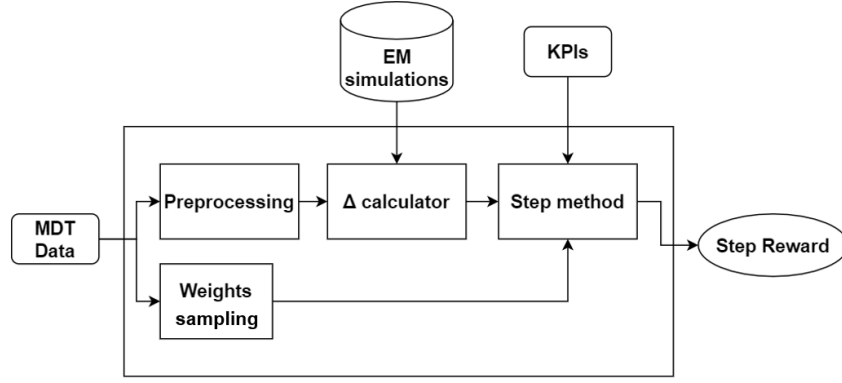 EM
simulations
KPIs
Preprocessing
Δ calculator
Step method
MDT
Data
Step Reward
Weights
sampling